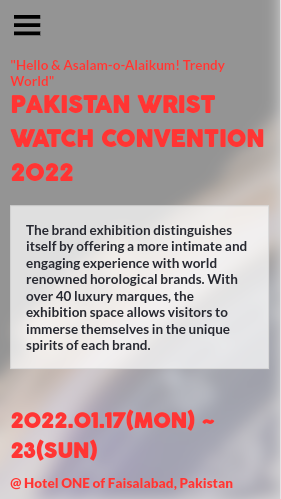 "Hello & Asalam-o-Alaikum! Trendy
World"
PAKISTAN WRIST
WATCH CONVENTION
2022
The brand exhibition distinguishes
itself by offering a more intimate and
engaging experience with world
renowned horological brands. With
over 40 luxury marques, the
exhibition space allows visitors to
immerse themselves in the unique
spirits of each brand.
2022.01.17(MON) ~
23(SUN)
@ Hotel ONE of Faisalabad, Pakistan